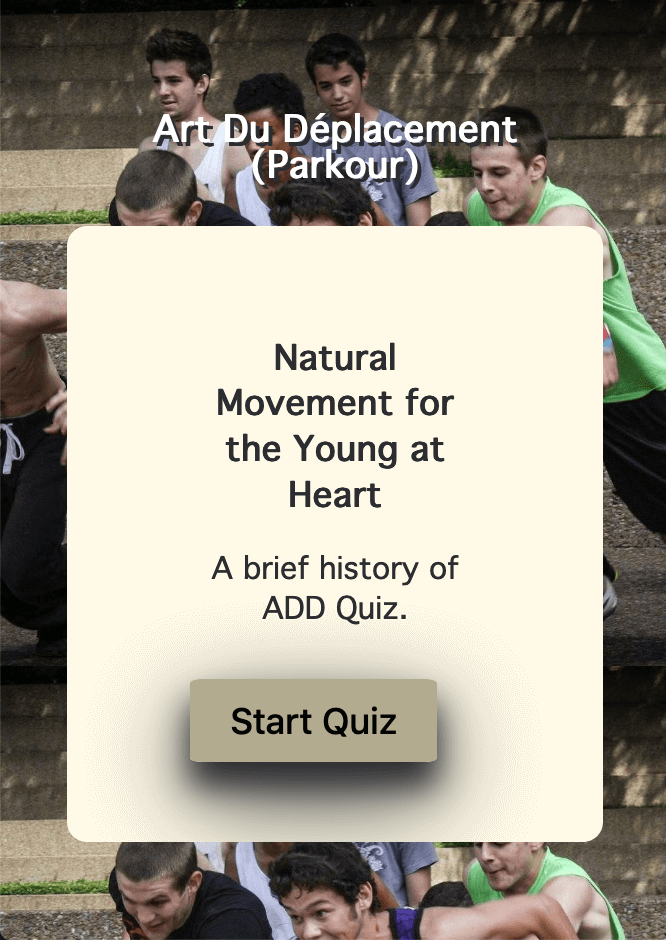 Art Du Déplacement
(Parkour)
Natural
Movement for
the Young at
Heart
A brief history of
ADD Quiz.
Start Quiz